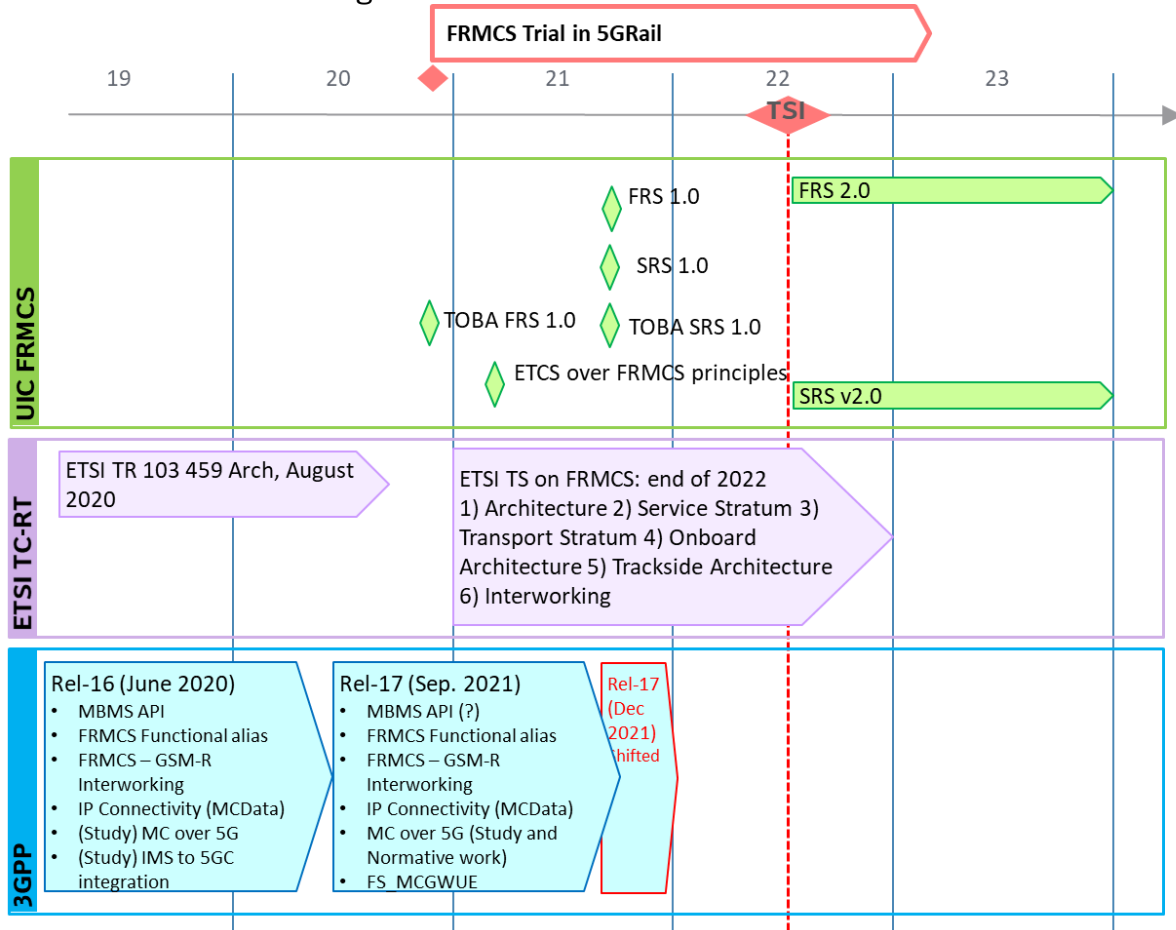 FRMCS Trial in 5GRail
19
20
21
22
23
TSI
UIC FRMCS
FRS 1.0
FRS 2.0
SRS 1.0
TOBA FRS 1.0
TOBA SRS 1.0
ETCS over FRMCS principles
SRS v2.0
ETSI TC-RT
ETSI TR 103 459 Arch, August
2020
ETSI TS on FRMCS: end of 2022
1) Architecture 2) Service Stratum 3)
Transport Stratum 4) Onboard
Architecture 5) Trackside Architecture
6) Interworking
3GPP
Rel-16 (June 2020)
• MBMS API
• FRMCS Functional alias
• FRMCS – GSM-R
Interworking
• IP Connectivity (MCData)
• (Study) MC over 5G
• (Study) IMS to 5GC
integration
Rel-17 (Sep. 2021)
• MBMS API (?)
• FRMCS Functional alias
• FRMCS – GSM-R
Interworking
• IP Connectivity (MCData)
• MC over 5G (Study and
Normative work)
• FS_MCGWUE
Rel-17
(Dec
2021)
Shifted